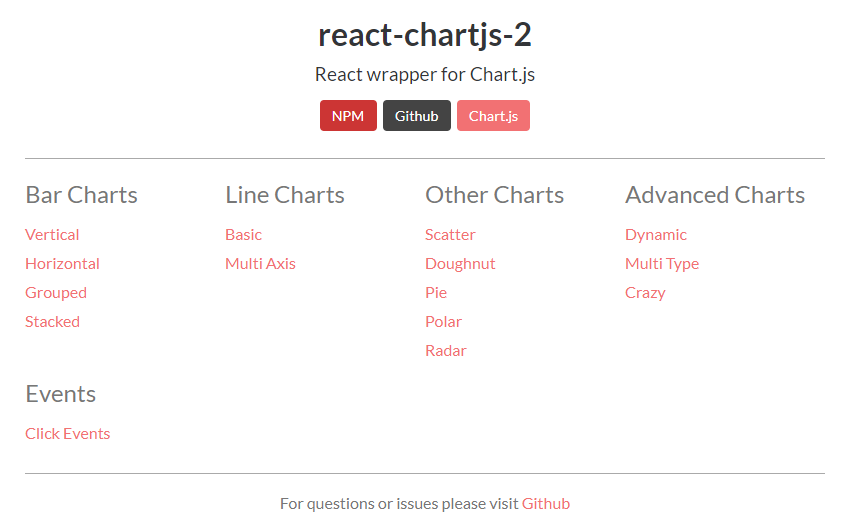 react-chartjs-2
React wrapper for Chart.js
NPM Github Chart.js
Bar Charts
Vertical
Horizontal
Grouped
Stacked
Line Charts
Basic
Multi Axis
Other Charts
Scatter
Doughnut
Pie
Polar
Radar
Advanced Charts
Dynamic
Multi Type
Crazy
Events
Click Events
For questions or issues please visit Github